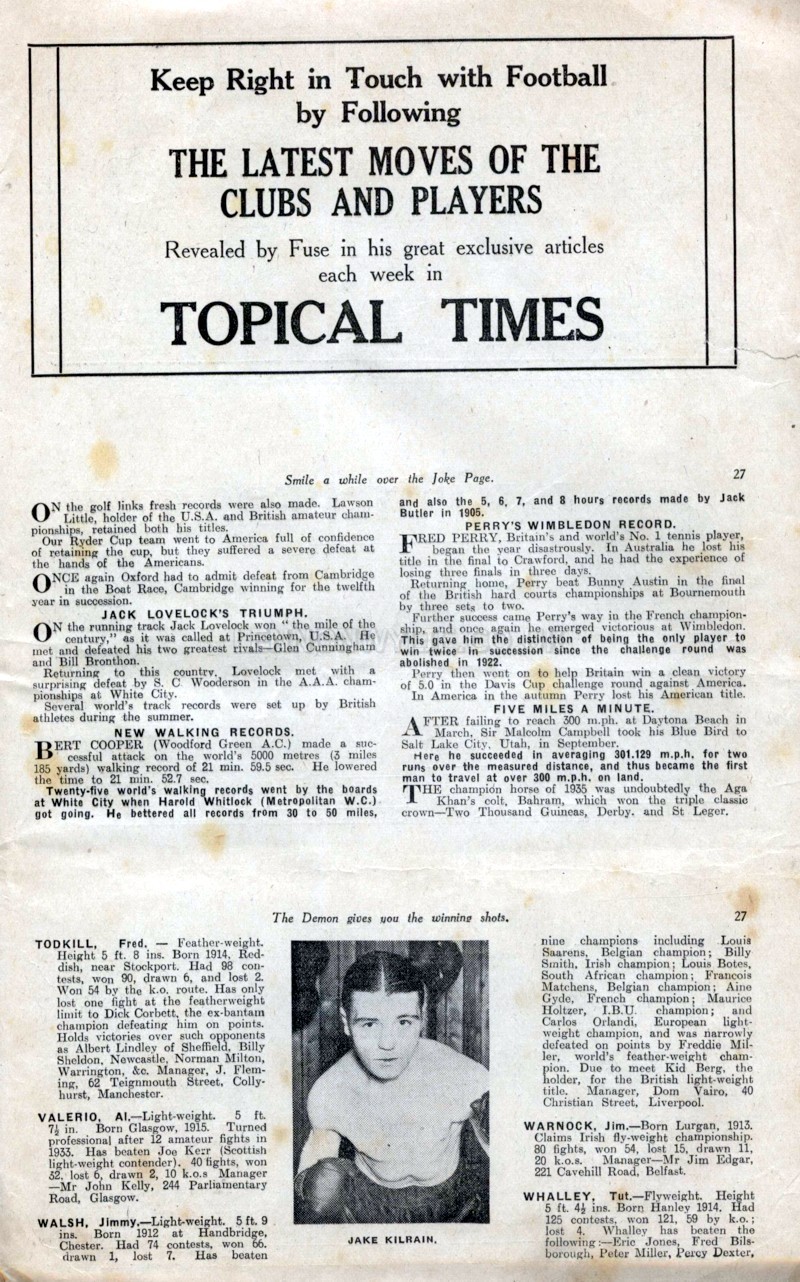 Keep Right in Touch with Football
by Following
THE LATEST MOVES OF THE
CLUBS AND PLAYERS
Revealed by Fuse in his great exclusive articles
each week in
TOPICAL TIMES
Smile a while over the Joke Page.
27
ON the golf links fresh records were also made. Lawson
Little, holder of the U.S.A. and British amateur cham-
pionships, retained both his titles.
Our Ryder Cup team went to America full of confidence
of retaining the cup, but they suffered a severe defeat at
the hands of the Americans.
ONCE again Oxford had to admit defeat from Cambridge
in the Boat Race, Cambridge winning for the twelfth
year in succession.
JACK LOVELOCK'S TRIUMPH.
ON the running track Jack Lovelock won " the mile of the
century," as it was called at Princetown, U.S.A. He
met and defeated his two greatest rivals—Glen Cunningham
and Bill Bronthon.
Returning to this country, Lovelock met with a
surprising defeat by S. C. Wooderson in the A.A.A. cham-
pionships at White City.
Several world's track records were set up by British
athletes during the summer.
NEW WALKING RECORDS.
BERT COOPER (Woodford Green A.C.) made a suc-
cessful attack on the world's 5000 metres (3 miles
185 yards) walking record of 21 min. 59.5 sec. He lowered
the time to 21 min. 52.7 sec.
Twenty-five world's walking records went by the boards
at White City when Harold Whitlock (Metropolitan W.C.)
got going. He bettered all records from 30 to 50 miles,
and also the 5, 6, 7, and 8 hours records made by Jack
Butler in 1905.
PERRY'S WIMBLEDON RECORD.
FRED PERRY, Britain's and world's No. 1 tennis player,
began the year disastrously. In Australia he lost his
title in the final to Crawford, and he had the experience of
losing three finals in three days.
Returning home, Perry beat Bunny Austin in the final
of the British hard courts championships at Bournemouth
by three sets to two.
Further success came Perry's way in the French champion-
ship, and once again he emerged victorious at Wimbledon.
This gave him the distinction of being the only player to
win twice in succession since the challenge round was
abolished in 1922.
Perry then went on to help Britain win a clean victory
of 5.0 in the Davis Cup challenge round against America.
In America in the autumn Perry lost his American title.
FIVE MILES A MINUTE.
AFTER failing to reach 300 m.ph. at Daytona Beach in
March, Sir Malcolm Campbell took his Blue Bird to
Salt Lake City, Utah, in September.
Here he succeeded in averaging 301.129 m.p.h. for two
runs over the measured distance, and thus became the first
man to travel at over 300 m.p.h. on land.
THE champion horse of 1935 was undoubtedly the Aga
Khan's colt, Bahram, which won the triple classic
crown—Two Thousand Guineas, Derby. and St Leger.
The Demon gives you the winning shots.
27
TODKILL, Fred. — Feather-weight.
Height 5 ft. 8 ins. Born 1914, Red-
dish, near Stockport. Had 98 con-
tests, won 90, drawn 6, and lost 2.
Won 54 by the k.o. route. Has only
lost one fight at the featherweight
limit to Dick Corbett, the ex-bantam
champion defeating him on points.
Holds victories over such opponents
as Albert Lindley of Sheffield, Billy
Sheldon, Newcastle, Norman Milton,
Warrington, &c. Manager, J. Flem-
ing, 62 Teignmouth Street, Colly-
hurst, Manchester.
VALERIO, Al.—Light-weight. 5 ft.
7½ in. Born Glasgow, 1915. Turned
professional after 12 amateur fights in
1933. Has beaten Joe Kerr (Scottish
light-weight contender). 40 fights, won
32, lost 6, drawn 2, 10 k.o.s Manager
—Mr John Kelly, 244 Parliamentary
Road, Glasgow.
WALSH, Jimmy.—Light-weight. 5 ft. 9
ins. Born 1912 at Handbridge,
Chester. Had 74 contests, won 66.
drawn 1, lost 7. Has beaten
JAKE KILRAIN.
nine champions including Louis
Saarens, Belgian champion; Billy
Smith, Irish champion; Louis Botes,
South African champion; Francois
Matchens, Belgian champion; Aine
Gyde, French champion; Maurice
Holtzer, I.B.U. champion; and
Carlos Orlandi, European light-
weight champion, and was narrowly
defeated on points by Freddie Mil-
ler, world's feather-weight cham-
pion. Due to meet Kid Berg, the
holder, for the British light-weight
title. Manager, Dom Vairo, 40
Christian Street, Liverpool.
WARNOCK, Jim.—Born Lurgan, 1913.
Claims Irish fly-weight championship.
80 fights, won 54, lost 15, drawn 11,
20 k.o.s. Manager—Mr Jim Edgar,
221 Cavehill Road, Belfast.
WHALLEY, Tut.—Flyweight. Height
5 ft. 4½ ins. Born Hanley 1914. Had
125 contests, won 121, 59 by k.o.;
lost 4. Whalley has beaten the
following:—Eric Jones, Fred Bils-
borough, Peter Miller, Percy Dexter,